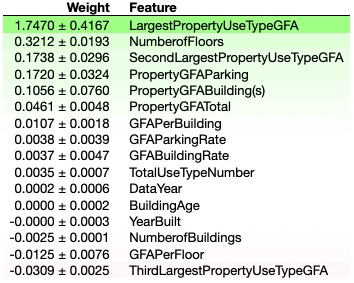 Weight Feature
1.7470 ± 0.4167 LargestPropertyUseTypeGFA
0.3212 ± 0.0193 NumberofFloors
0.1738 ± 0.0296 SecondLargestPropertyUseTypeGFA
0.1720 ± 0.0324 PropertyGFAParking
0.1056 ± 0.0760 PropertyGFABuilding(s)
0.0461 ± 0.0048 PropertyGFATotal
0.0107 ± 0.0018 GFAPerBuilding
0.0038 ± 0.0039 GFAParkingRate
0.0037 ± 0.0047 GFABuildingRate
0.0035 ± 0.0007 TotalUseTypeNumber
0.0002 ± 0.0006 DataYear
0.0000 ± 0.0002 BuildingAge
-0.0000 ± 0.0003 YearBuilt
-0.0025 ± 0.0001 NumberofBuildings
-0.0125 ± 0.0076 GFAPerFloor
-0.0309 ± 0.0025 ThirdLargestPropertyUseTypeGFA